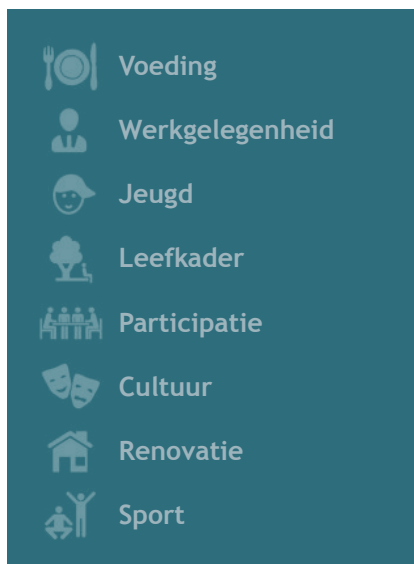 Voeding
Werkgelegenheid
Jeugd
Leefkader
Participatie
Cultuur
Renovatie
Sport